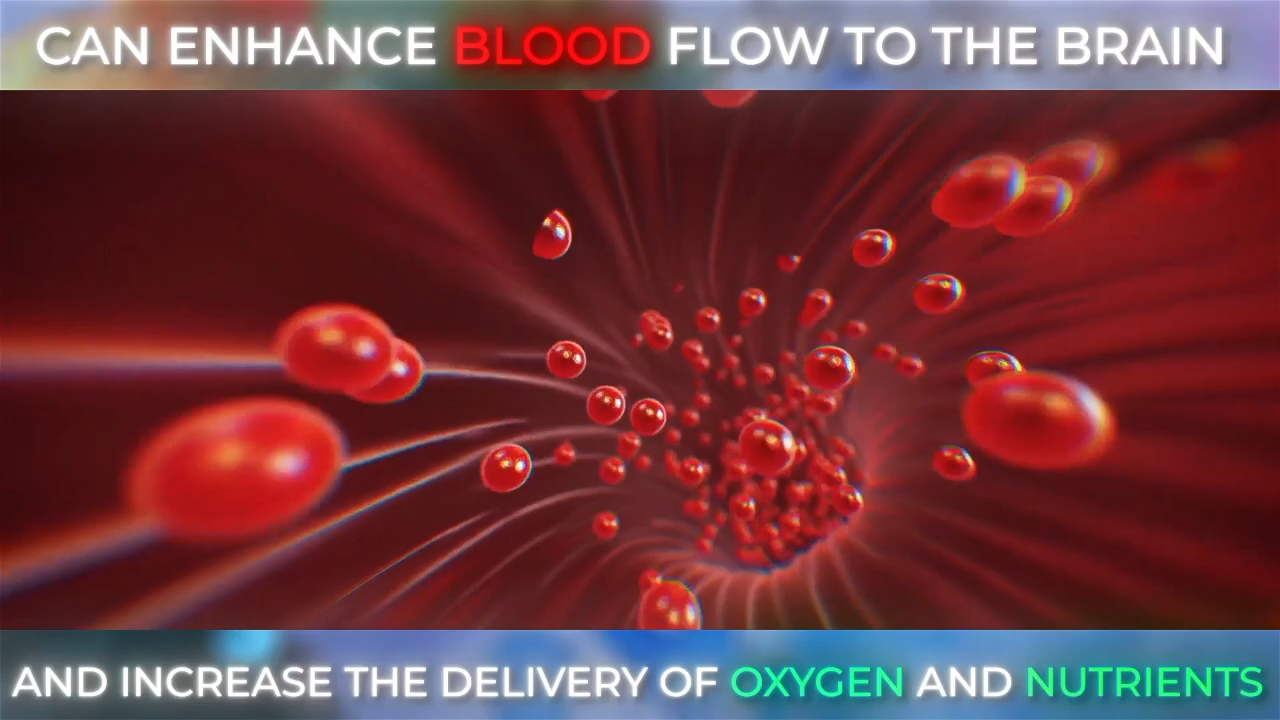 CAN ENHANCE BLOOD FLOW TO THE BRAIN
AND INCREASE THE DELIVERY OF OXYGEN AND NUTRIENTS